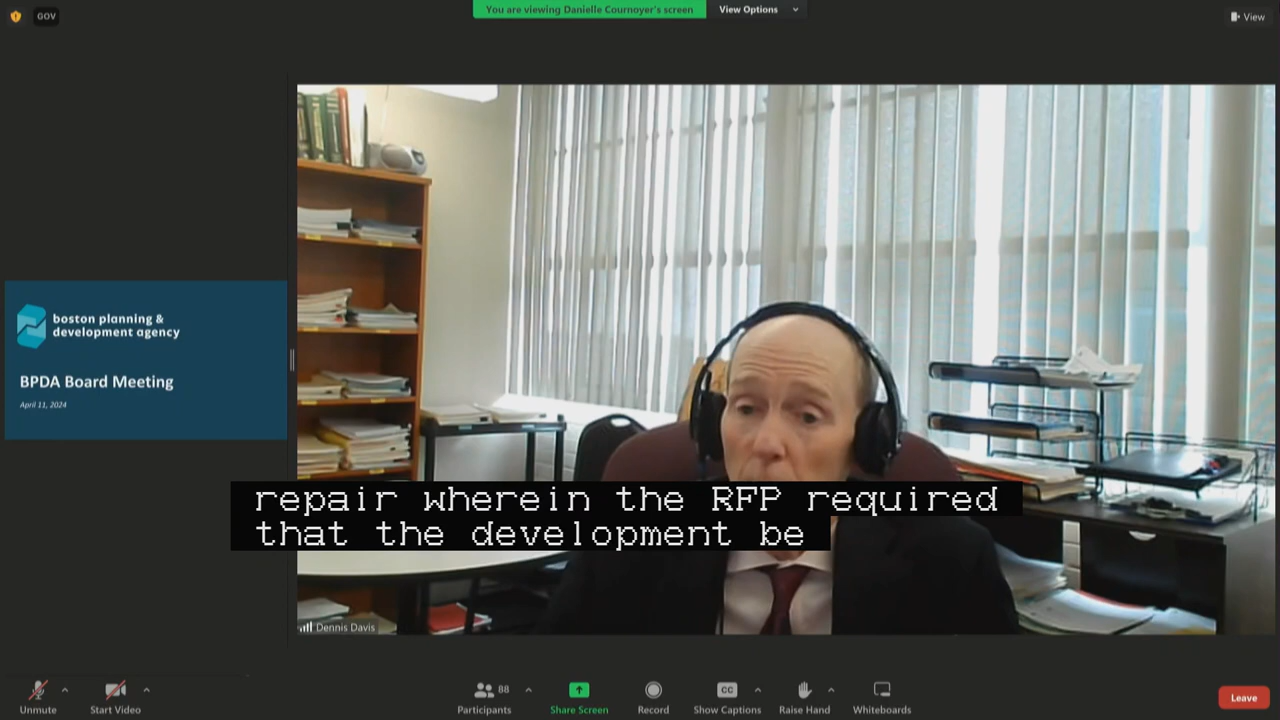 GOV
You are viewing Danielle Cournoyer's screen
View Options
View
boston planning &
development agency
BPDA Board Meeting
April 11, 2024
repair wherein the RFP required
that the development be
Dennis Davis
Unmute
Start Video
88
Participants
Share Screen
Record
CC
Show Captions
Raise Hand
Whiteboards
Leave